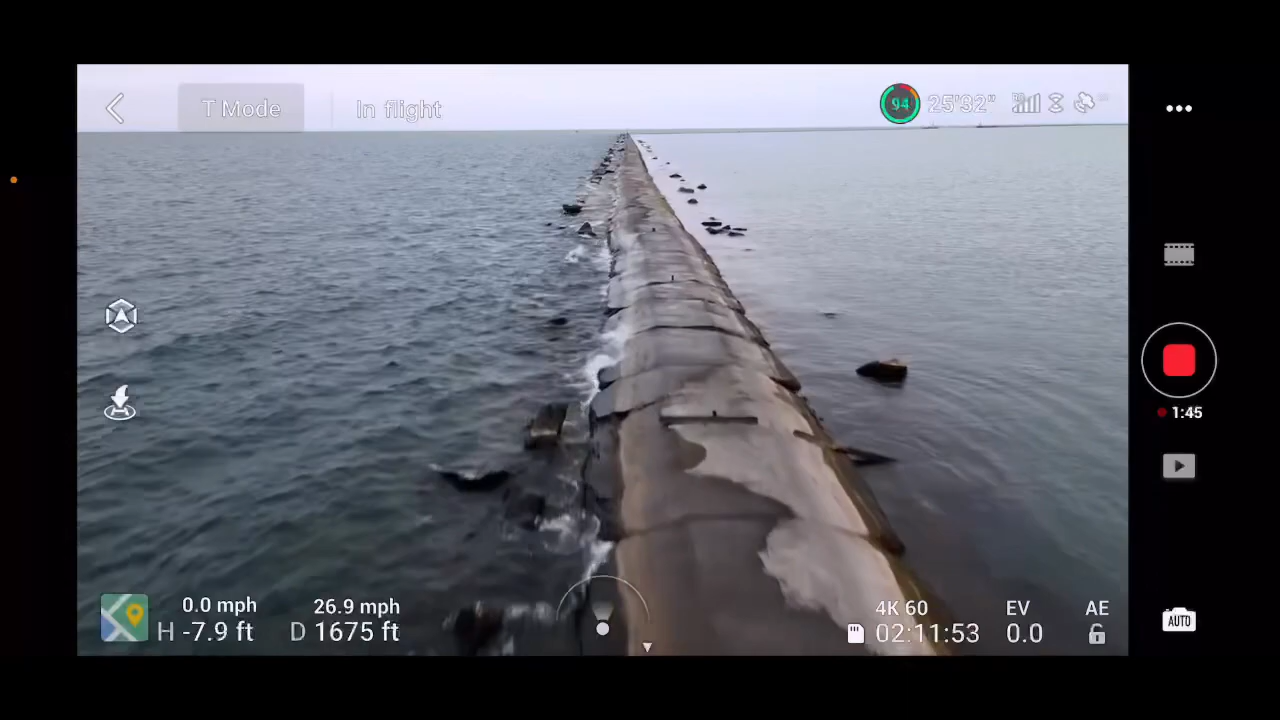 T Mode
In flight
94
25'32"
1:45
0.0 mph
26.9 mph
H -7.9 ft
D 1675 ft
4K 60
02:11:53
EV
0.0
AE
AUTO